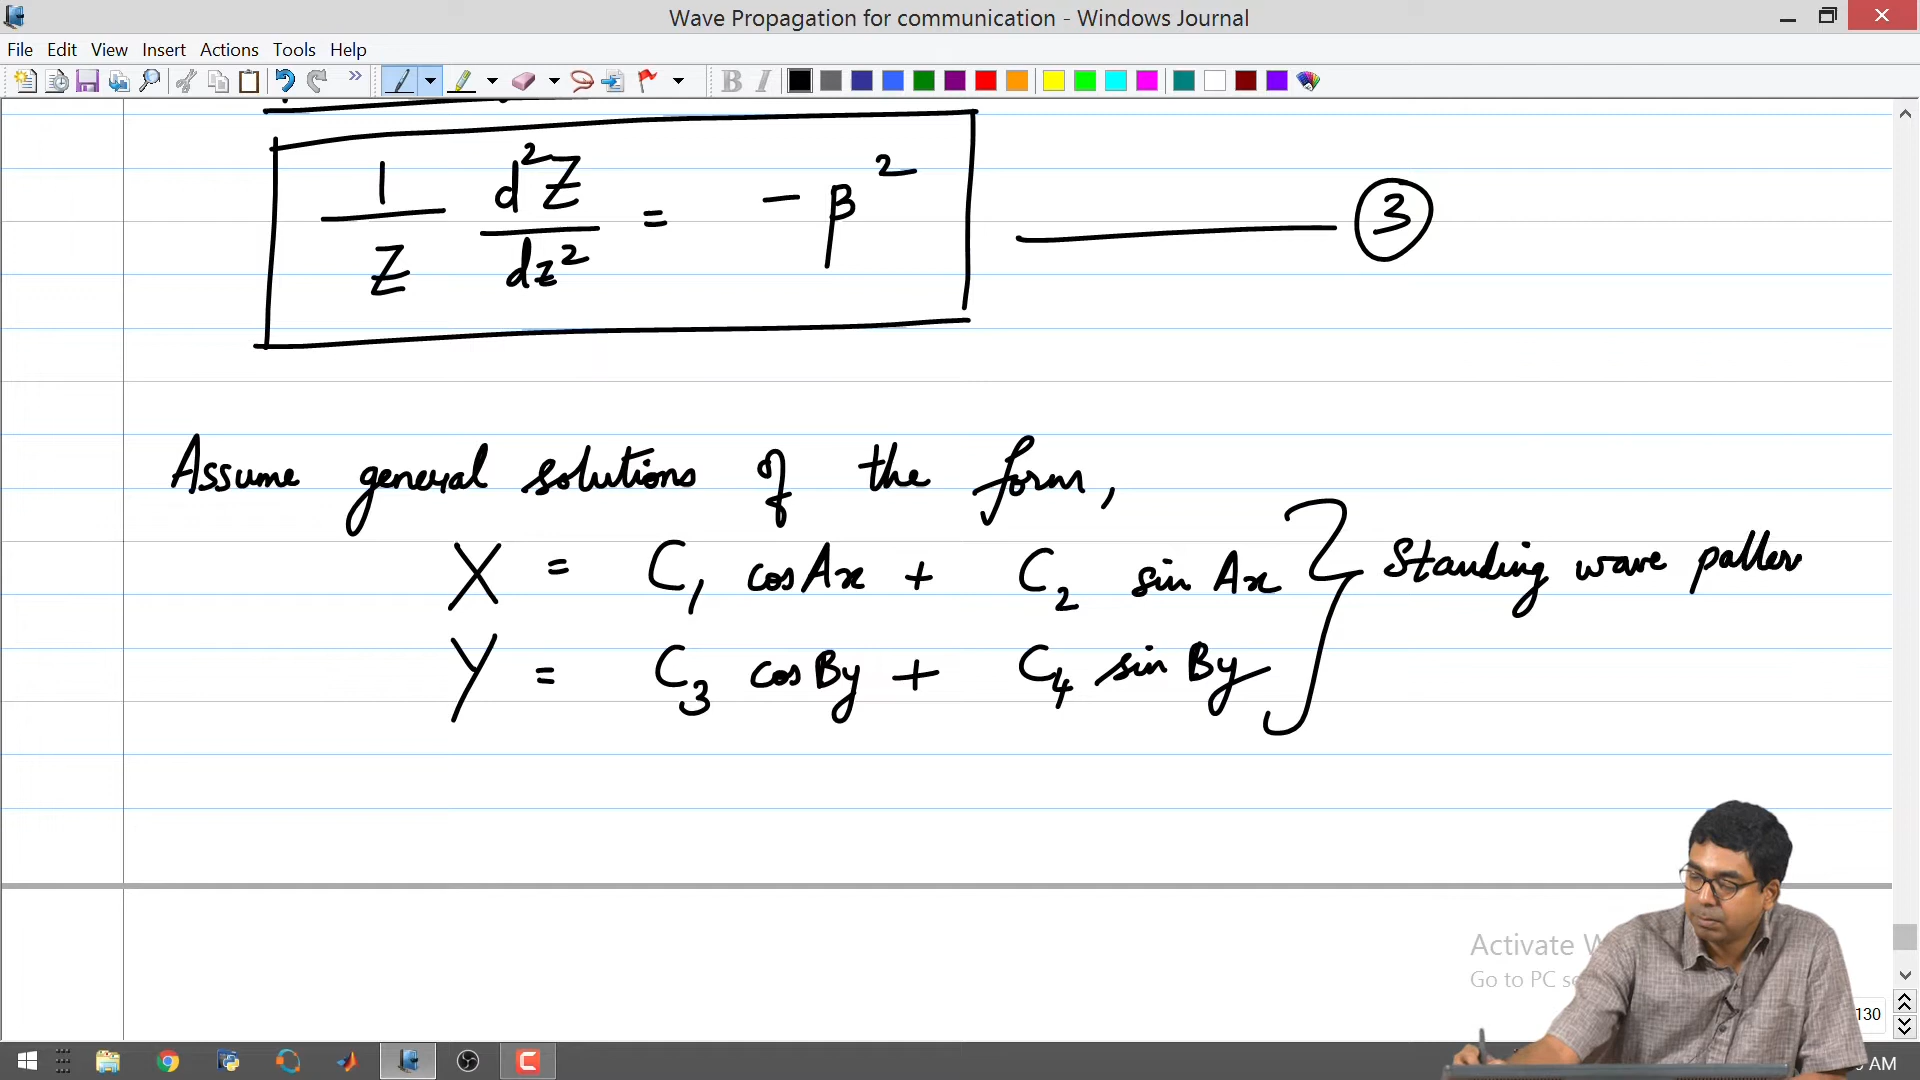 Wave Propagation for communication - Windows Journal
File Edit View Insert Actions Tools Help
B I
1/Z d²Z/dz² = - β² ③
Assume general solutions of the form,
X = C₁ cos Ax + C₂ sin Ax } Standing wave patter
Y = C₃ cos By + C₄ sin By
Activate W
Go to PC s
130
AM